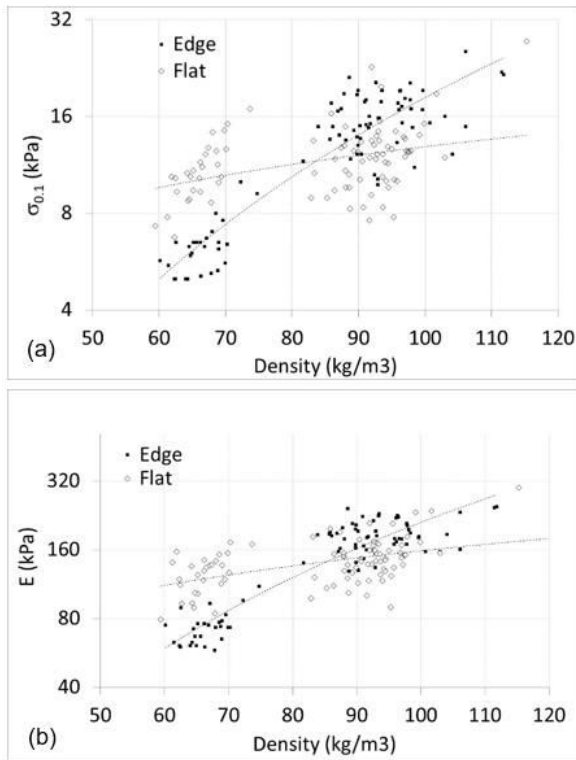 32
Edge
Flat
16
σ0.1 (kPa)
8
4
50 60 70 80 90 100 110 120
(a)
Density (kg/m3)
Edge
320
Flat
E (kPa)
160
80
40
50 60 70 80 90 100 110 120
(b)
Density (kg/m3)